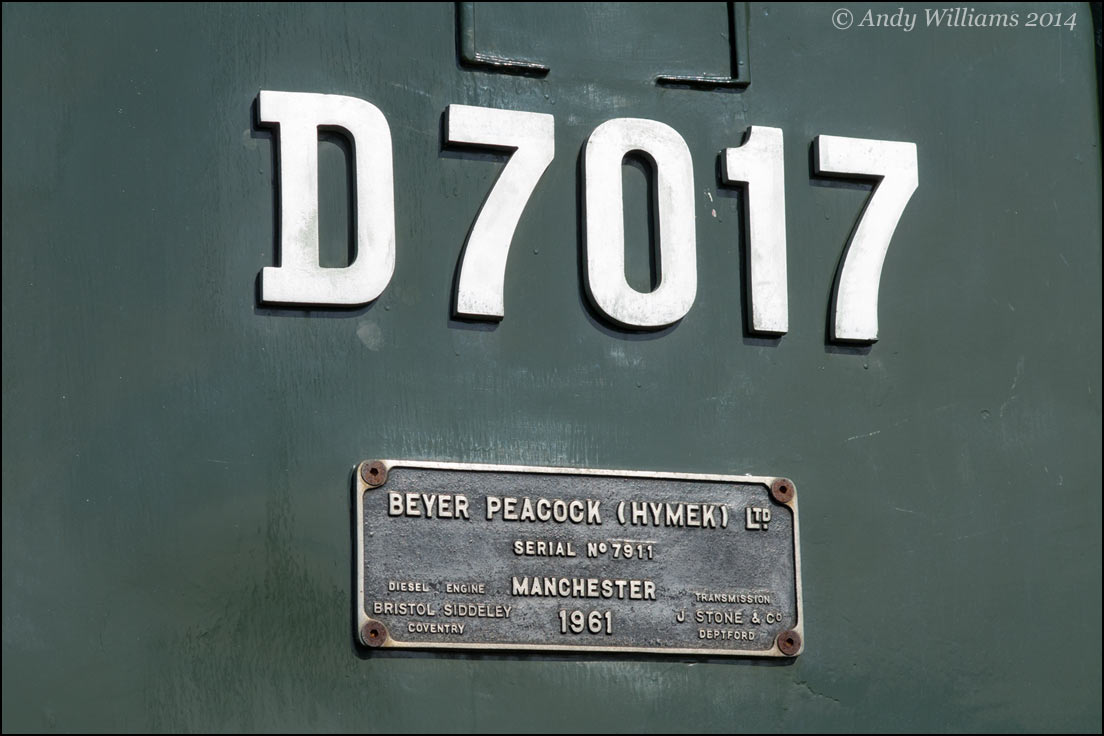 © Andy Williams 2014
D7017
BEYER PEACOCK (HYMEK) LTD.
SERIAL No 7911
MANCHESTER
1961
DIESEL ENGINE
BRISTOL SIDDELEY
COVENTRY
TRANSMISSION
J. STONE & Co
DEPTFORD